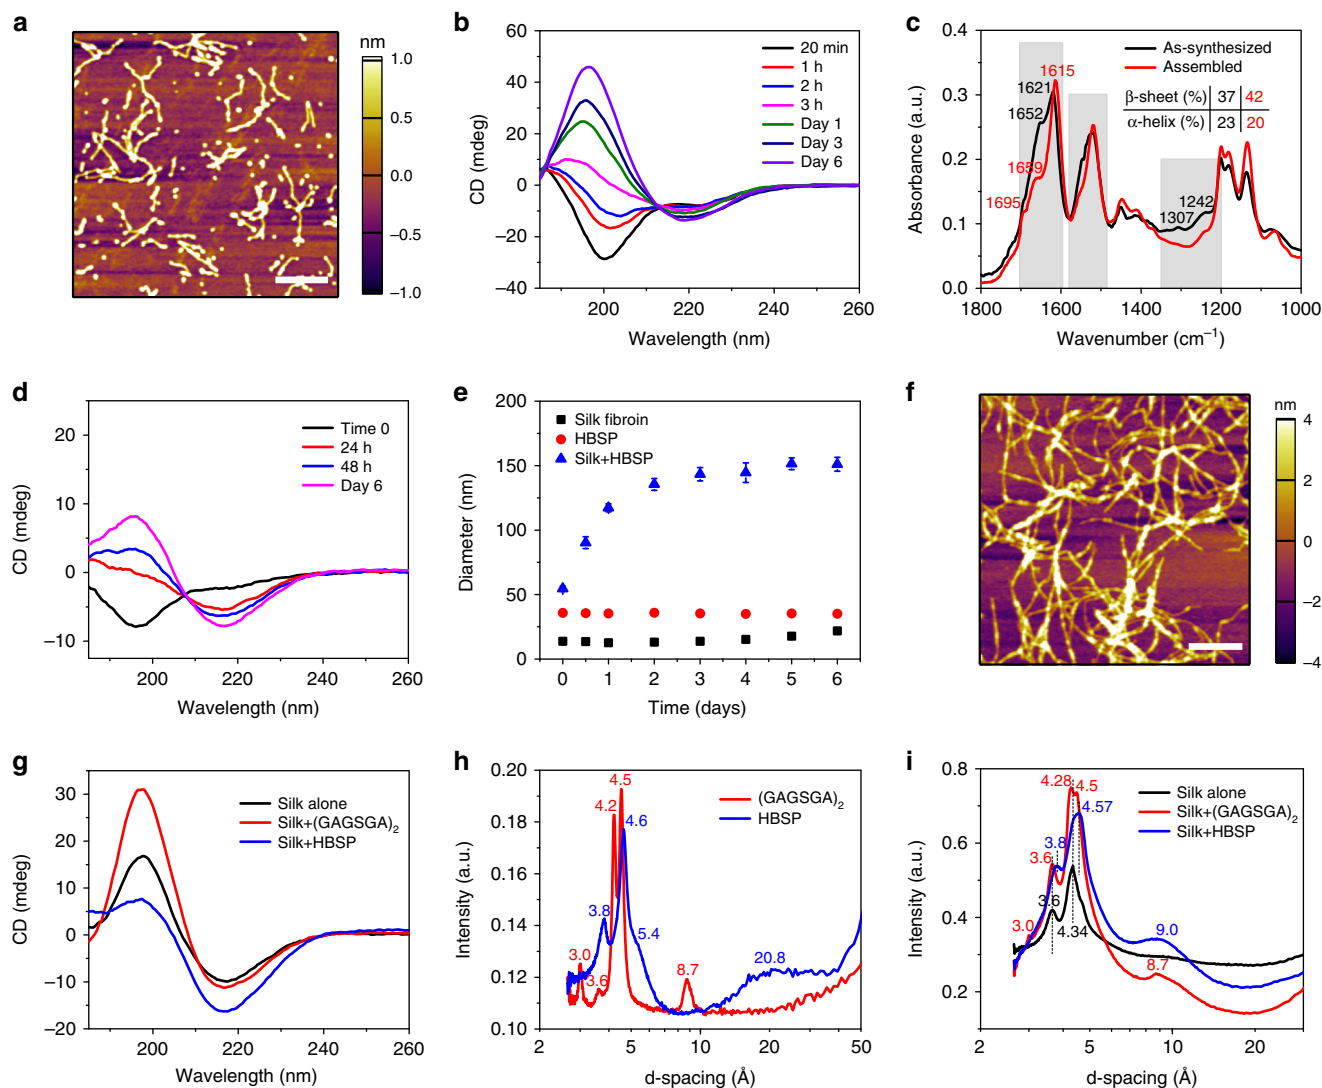 a
nm
1.0
0.5
0.0
−0.5
−1.0
b
60
40
20
0
−20
−40
CD (mdeg)
200
220
240
260
Wavelength (nm)
20 min
1 h
2 h
3 h
Day 1
Day 3
Day 6
c
0.4
0.3
0.2
0.1
0.0
Absorbance (a.u.)
1800
1600
1400
1200
1000
Wavenumber (cm⁻¹)
As-synthesized
Assembled
β-sheet (%) 37 42
α-helix (%) 23 20
1615
1621
1652
1659
1695
1307
1242
d
20
10
0
−10
CD (mdeg)
200
220
240
260
Wavelength (nm)
Time 0
24 h
48 h
Day 6
e
200
150
100
50
0
Diameter (nm)
0
1
2
3
4
5
6
Time (days)
Silk fibroin
HBSP
Silk+HBSP
f
nm
4
2
0
−2
−4
g
30
20
10
0
−10
−20
CD (mdeg)
200
220
240
260
Wavelength (nm)
Silk alone
Silk+(GAGSGA)₂
Silk+HBSP
h
0.20
0.18
0.16
0.14
0.12
0.10
Intensity (a.u.)
2
5
10
20
50
d-spacing (Å)
(GAGSGA)₂
HBSP
4.5
4.2
4.6
3.8
5.4
3.0
3.6
8.7
20.8
i
0.8
0.6
0.4
0.2
Intensity (a.u.)
2
5
10
20
d-spacing (Å)
Silk alone
Silk+(GAGSGA)₂
Silk+HBSP
4.28
4.5
4.57
3.8
3.6
3.6
3.0
4.34
9.0
8.7